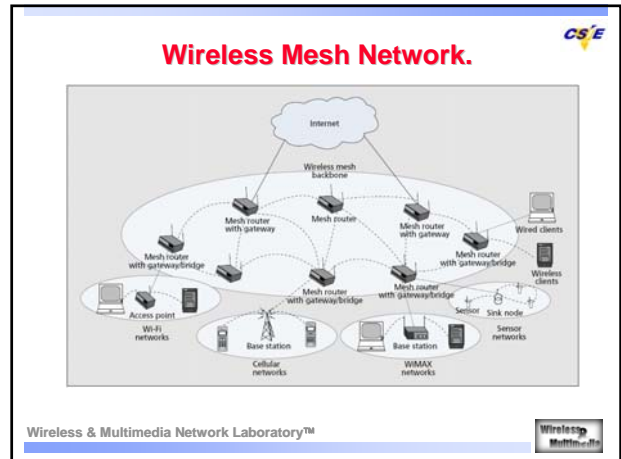 CS/E
Wireless Mesh Network.
Internet
Wireless mesh
backbone
Mesh router
with gateway
Mesh router
Mesh router
with gateway
Wired clients
Mesh router
with gateway/bridge
Mesh router
with gateway/bridge
Wireless
clients
Mesh router
with gateway/bridge
Mesh router
with gateway/bridge
Access point
Wi-Fi
networks
Base station
Cellular
networks
Base station
WiMAX
networks
Sensor
Sink node
Sensor
networks
Wireless & Multimedia Network Laboratory™
Wireless
Multimedia